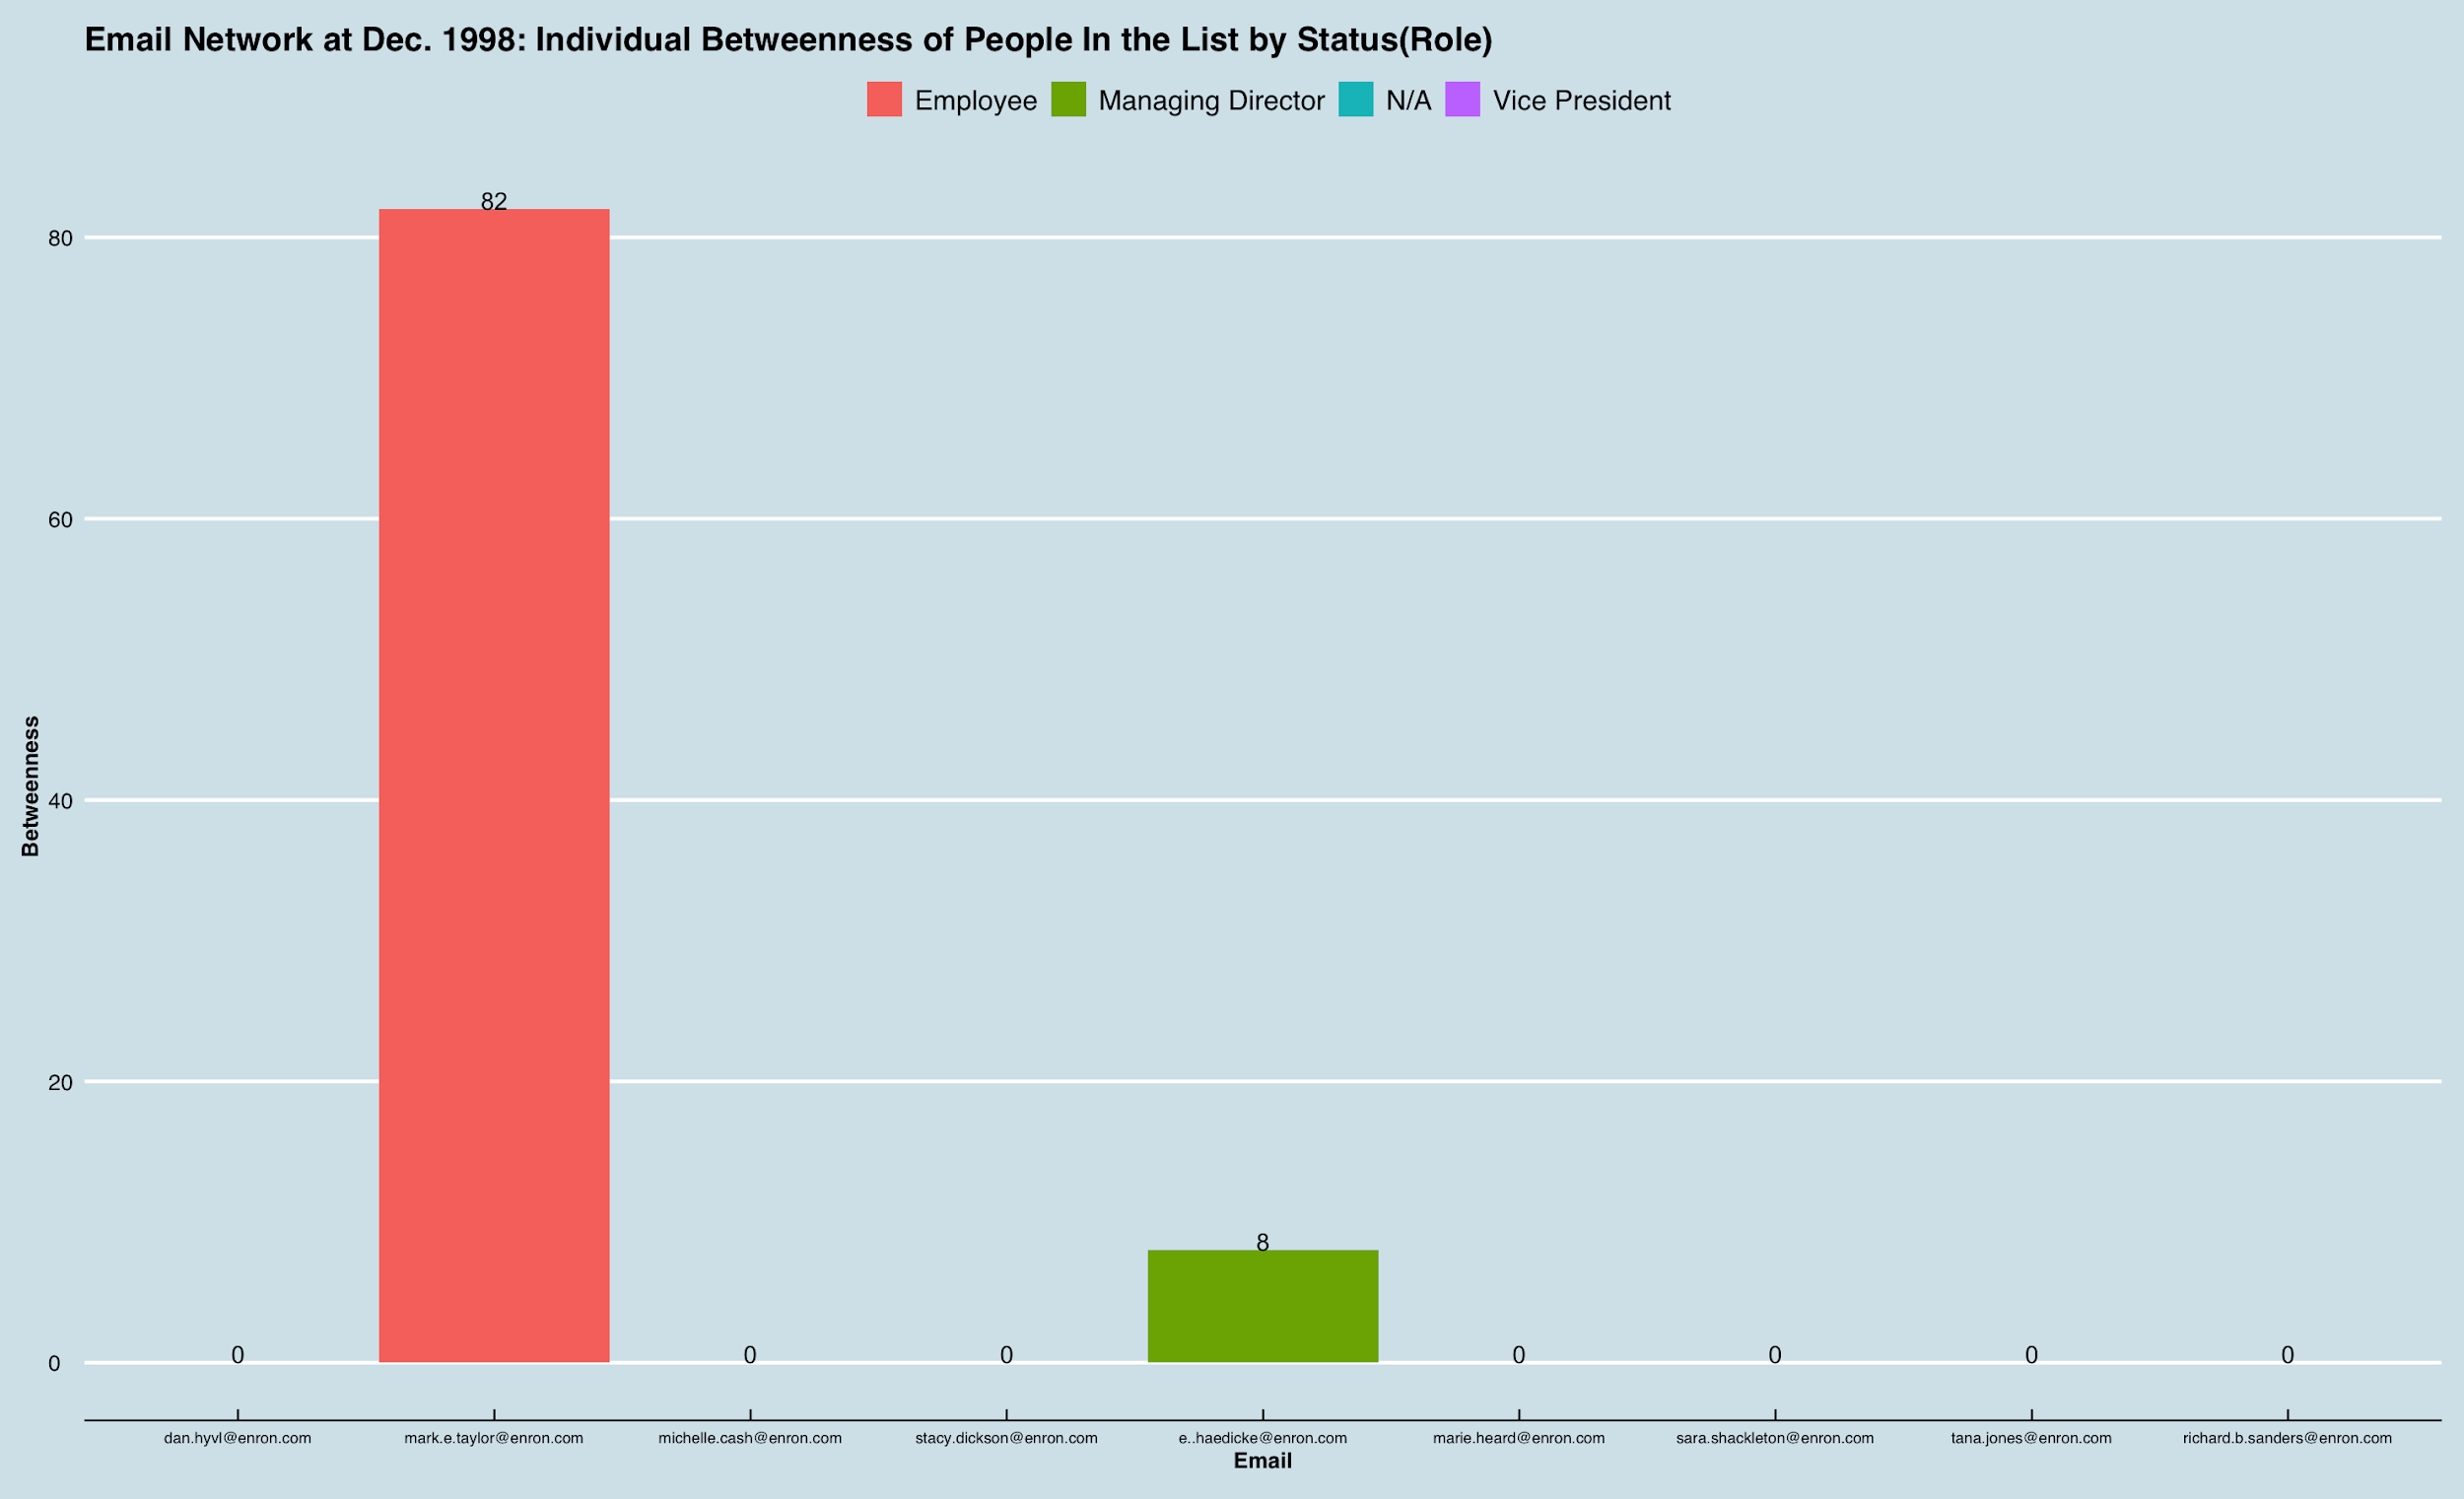 Email Network at Dec. 1998: Individual Betweenness of People In the List by Status(Role)
Employee Managing Director N/A Vice President
82
80
60
Betweenness
40
20
8
0 0 0 0 0 0 0
0
dan.hyvl@enron.com mark.e.taylor@enron.com michelle.cash@enron.com stacy.dickson@enron.com e..haedicke@enron.com marie.heard@enron.com sara.shackleton@enron.com tana.jones@enron.com richard.b.sanders@enron.com
Email